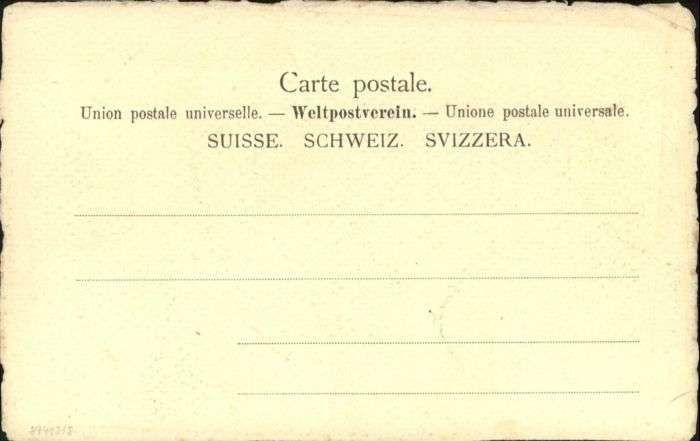 Carte postale.
Union postale universelle. — Weltpostverein. — Unione postale universale.
SUISSE. SCHWEIZ. SVIZZERA.